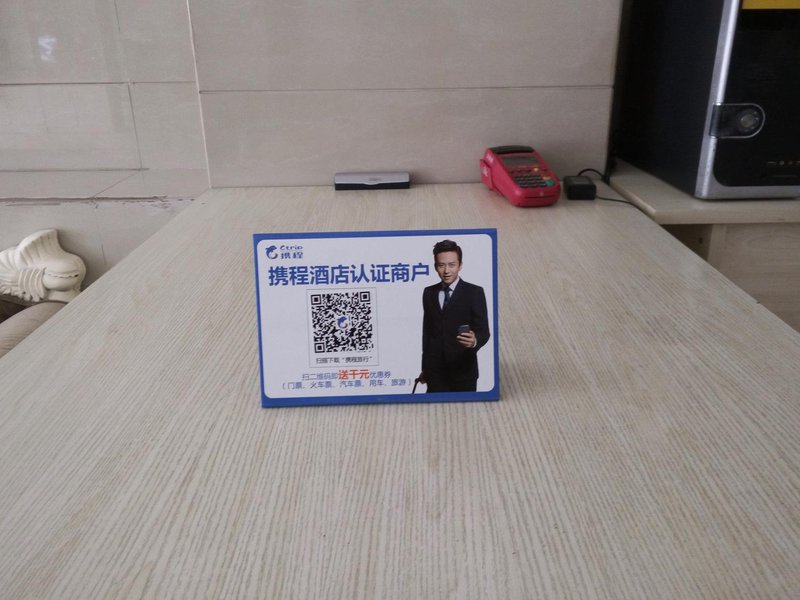 Ctrip
携程
携程酒店认证商户
扫描下载“携程旅行”
扫二维码即送千元优惠券
(门票、火车票、汽车票、用车、旅游)